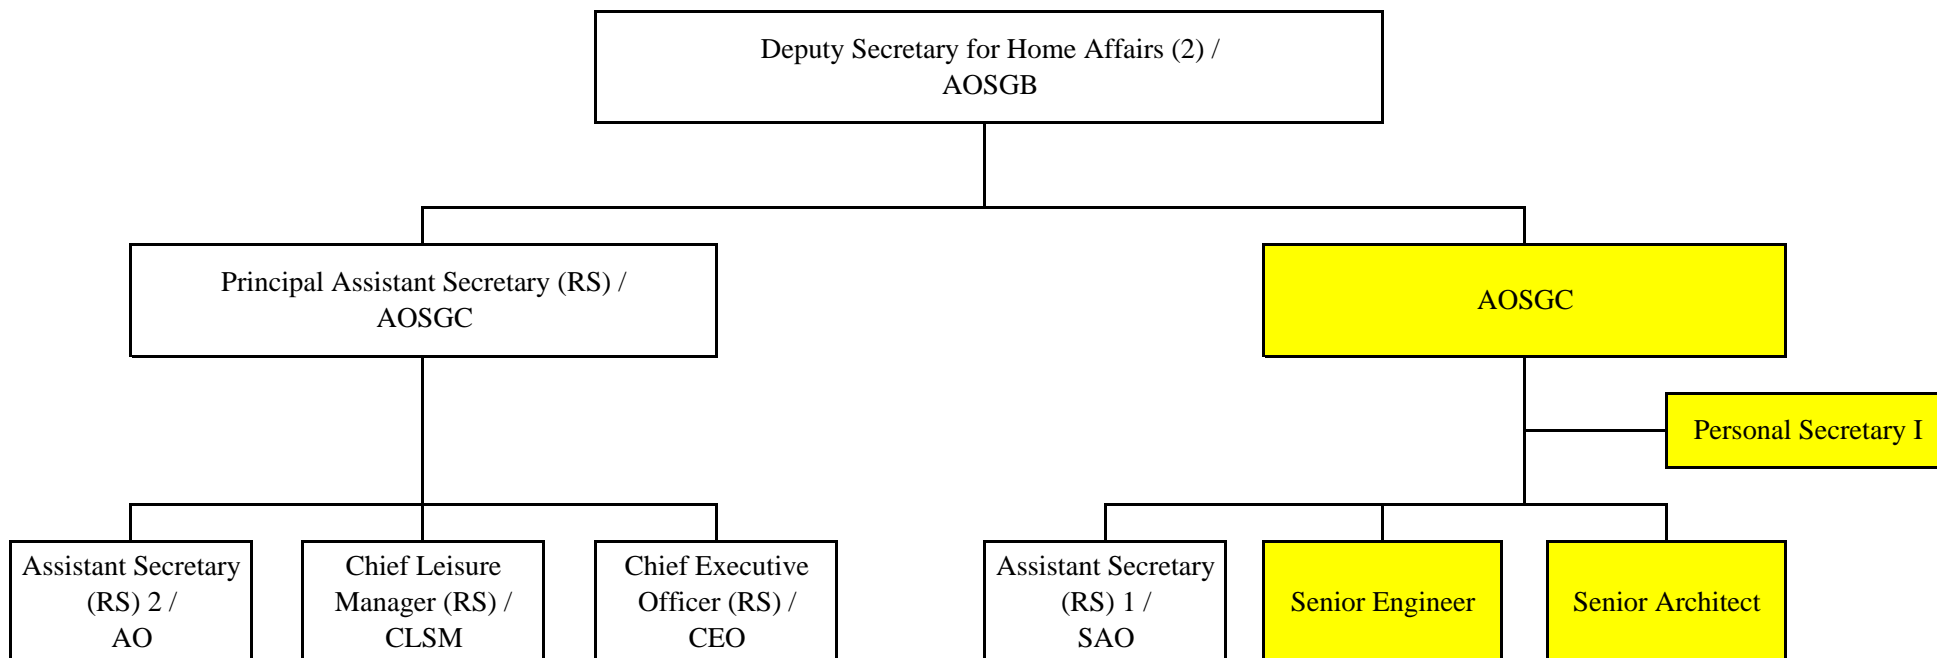 Deputy Secretary for Home Affairs (2) /
AOSGB
Principal Assistant Secretary (RS) /
AOSGC
AOSGC
Personal Secretary I
Assistant Secretary
(RS) 2 /
AO
Chief Leisure
Manager (RS) /
CLSM
Chief Executive
Officer (RS) /
CEO
Assistant Secretary
(RS) 1 /
SAO
Senior Engineer
Senior Architect